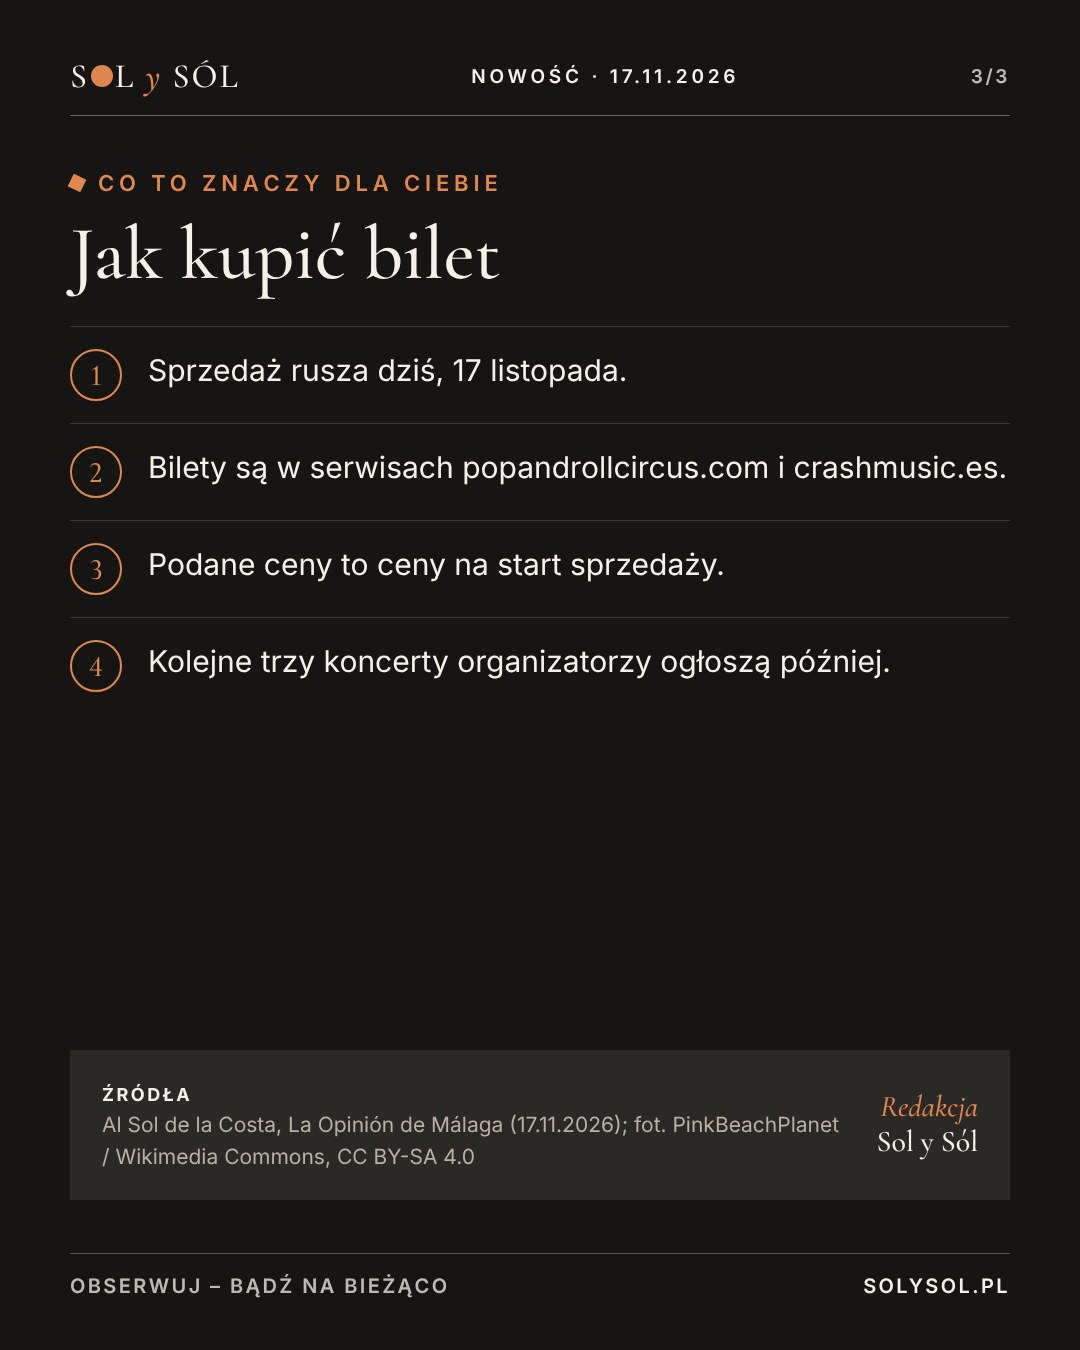 SOL y SÓL
NOWOŚĆ · 17.11.2026
3/3
CO TO ZNACZY DLA CIEBIE
Jak kupić bilet
1 Sprzedaż rusza dziś, 17 listopada.
2 Bilety są w serwisach popandrollcircus.com i crashmusic.es.
3 Podane ceny to ceny na start sprzedaży.
4 Kolejne trzy koncerty organizatorzy ogłoszą później.
ŹRÓDŁA
Al Sol de la Costa, La Opinión de Málaga (17.11.2026); fot. PinkBeachPlanet
/ Wikimedia Commons, CC BY-SA 4.0
Redakcja
Sol y Sól
OBSERWUJ – BĄDŹ NA BIEŻĄCO
SOLYSOL.PL